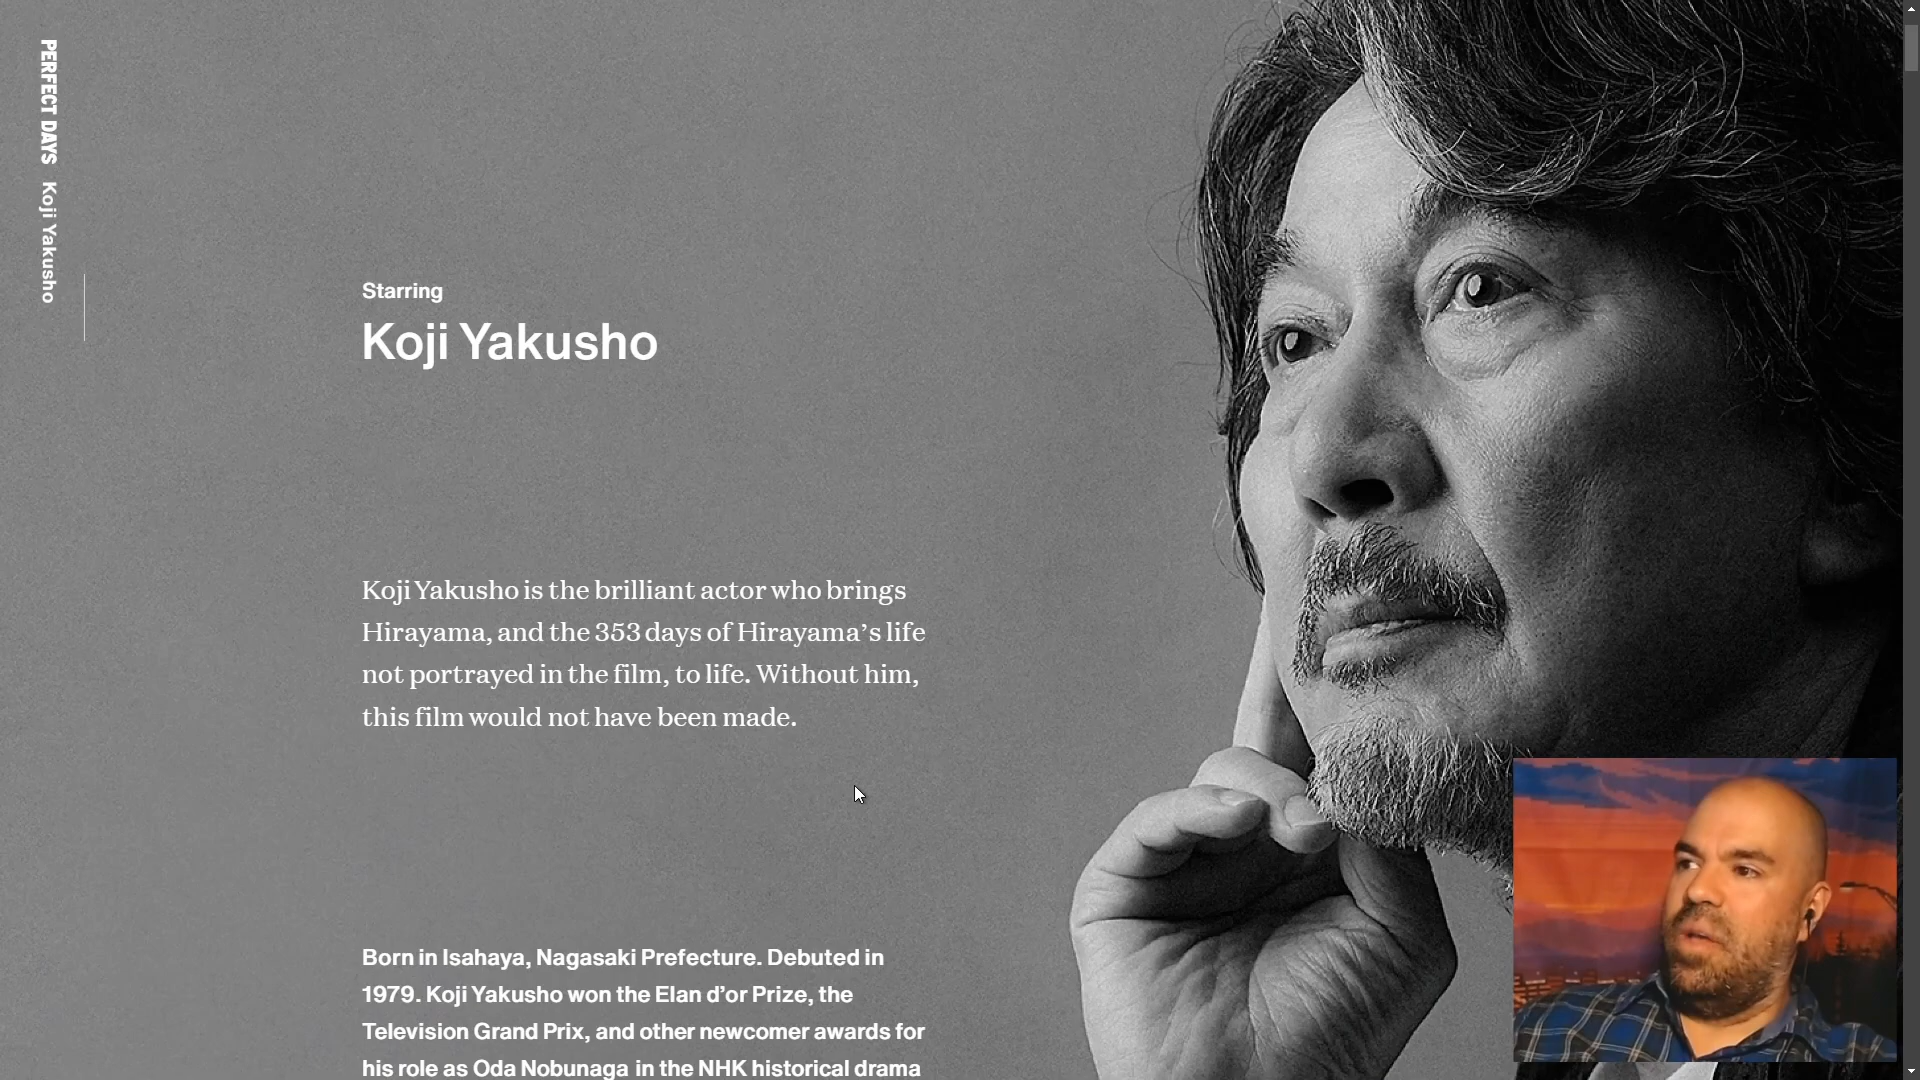 PERFECT DAYS Koji Yakusho
Starring
Koji Yakusho
Koji Yakusho is the brilliant actor who brings
Hirayama, and the 353 days of Hirayama’s life
not portrayed in the film, to life. Without him,
this film would not have been made.
Born in Isahaya, Nagasaki Prefecture. Debuted in
1979. Koji Yakusho won the Elan d’or Prize, the
Television Grand Prix, and other newcomer awards for
his role as Oda Nobunaga in the NHK historical drama